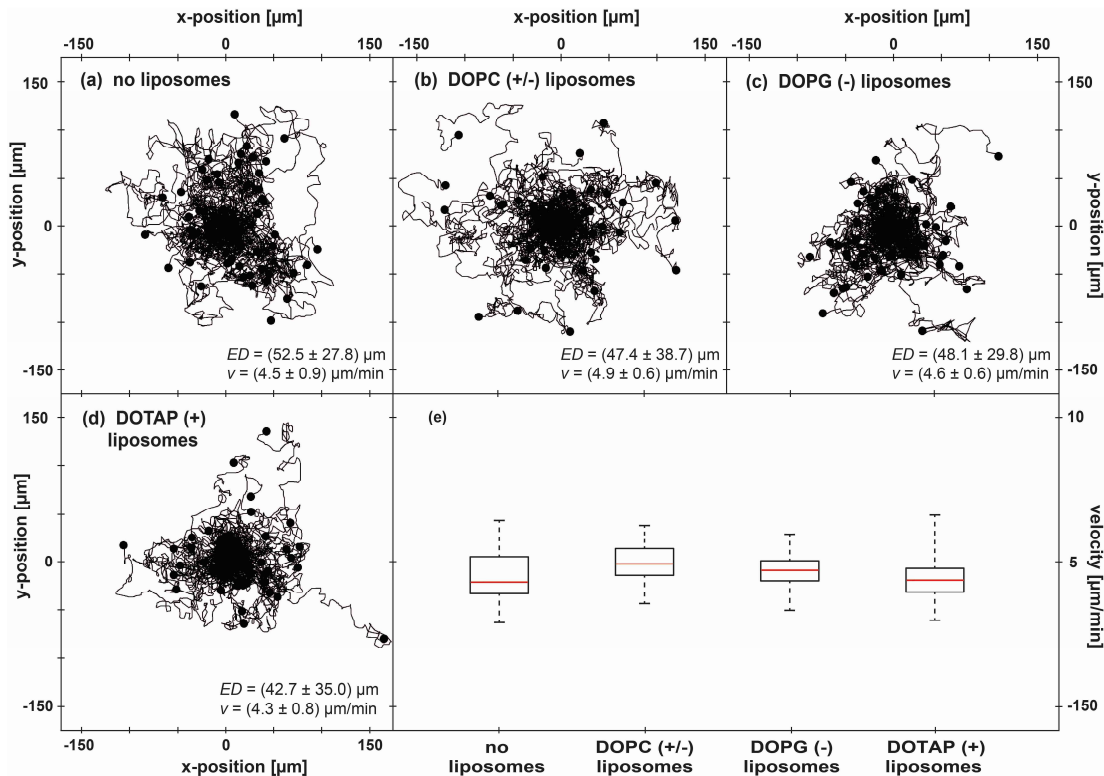 x-position [µm]
x-position [µm]
x-position [µm]
-150 0 150
-150 0 150
-150 0 150
(a) no liposomes
(b) DOPC (+/-) liposomes
(c) DOPG (-) liposomes
150
0
-150
y-position [µm]
150
0
-150
y-position [µm]
ED = (52.5 ± 27.8) µm
v = (4.5 ± 0.9) µm/min
ED = (47.4 ± 38.7) µm
v = (4.9 ± 0.6) µm/min
ED = (48.1 ± 29.8) µm
v = (4.6 ± 0.6) µm/min
(d) DOTAP (+)
liposomes
(e)
150
0
-150
y-position [µm]
10
5
-150
velocity [µm/min]
ED = (42.7 ± 35.0) µm
v = (4.3 ± 0.8) µm/min
-150 0 150
x-position [µm]
no
liposomes
DOPC (+/-)
liposomes
DOPG (-)
liposomes
DOTAP (+)
liposomes